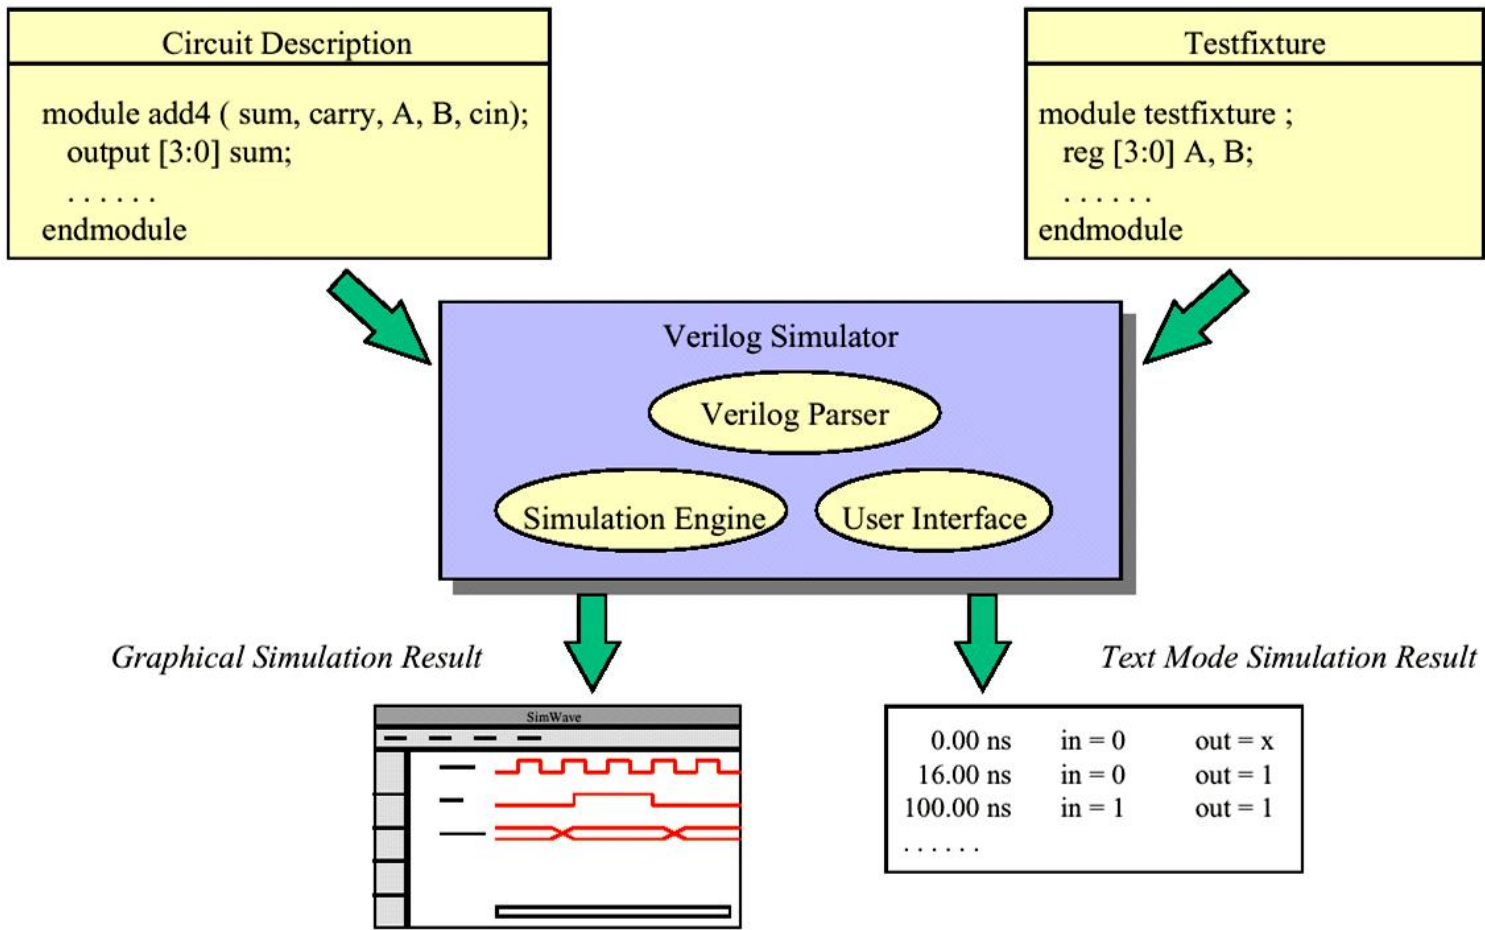 Circuit Description
module add4 ( sum, carry, A, B, cin);
output [3:0] sum;
. . . . . .
endmodule
Testfixture
module testfixture ;
reg [3:0] A, B;
. . . . . .
endmodule
Verilog Simulator
Verilog Parser
Simulation Engine
User Interface
Graphical Simulation Result
Text Mode Simulation Result
SimWave
0.00 ns in = 0 out = x
16.00 ns in = 0 out = 1
100.00 ns in = 1 out = 1
. . . . . .